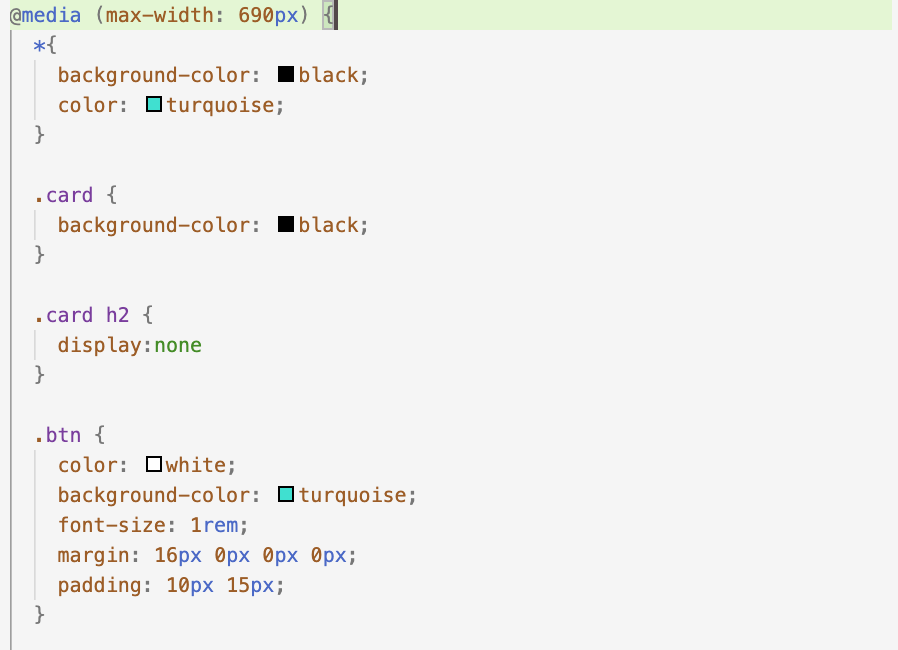 @media (max-width: 690px) {
*{
background-color: black;
color: turquoise;
}
.card {
background-color: black;
}
.card h2 {
display:none
}
.btn {
color: white;
background-color: turquoise;
font-size: 1rem;
margin: 16px 0px 0px 0px;
padding: 10px 15px;
}